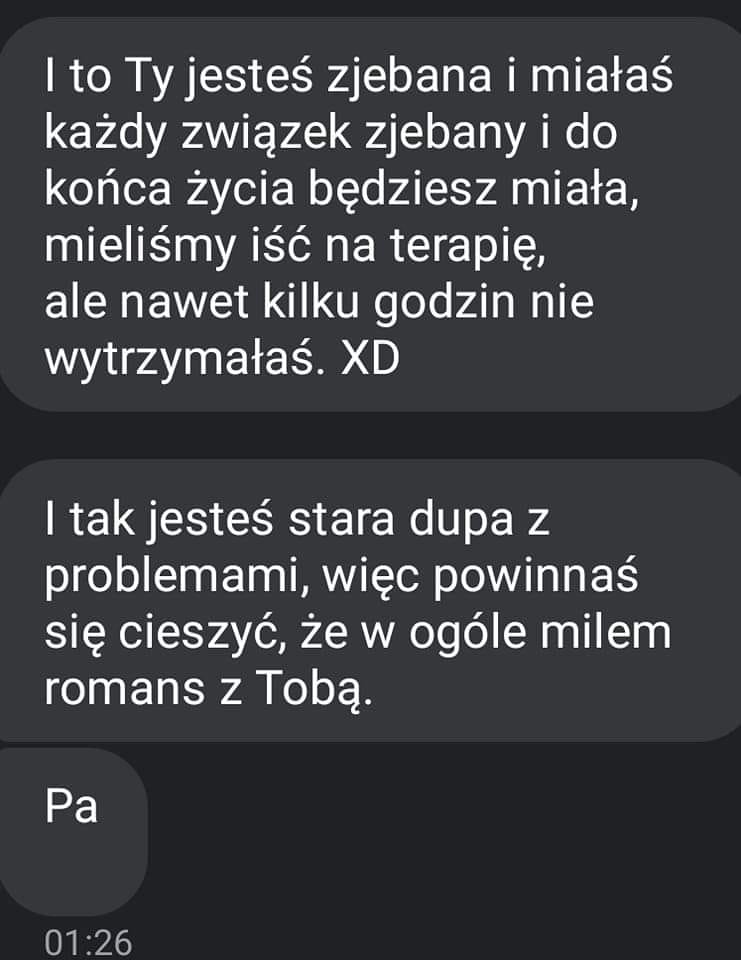 I to Ty jesteś zjebana i miałaś
każdy związek zjebany i do
końca życia będziesz miała,
mieliśmy iść na terapię,
ale nawet kilku godzin nie
wytrzymałaś. XD
I tak jesteś stara dupa z
problemami, więc powinnaś
się cieszyć, że w ogóle milem
romans z Tobą.
Pa
01:26